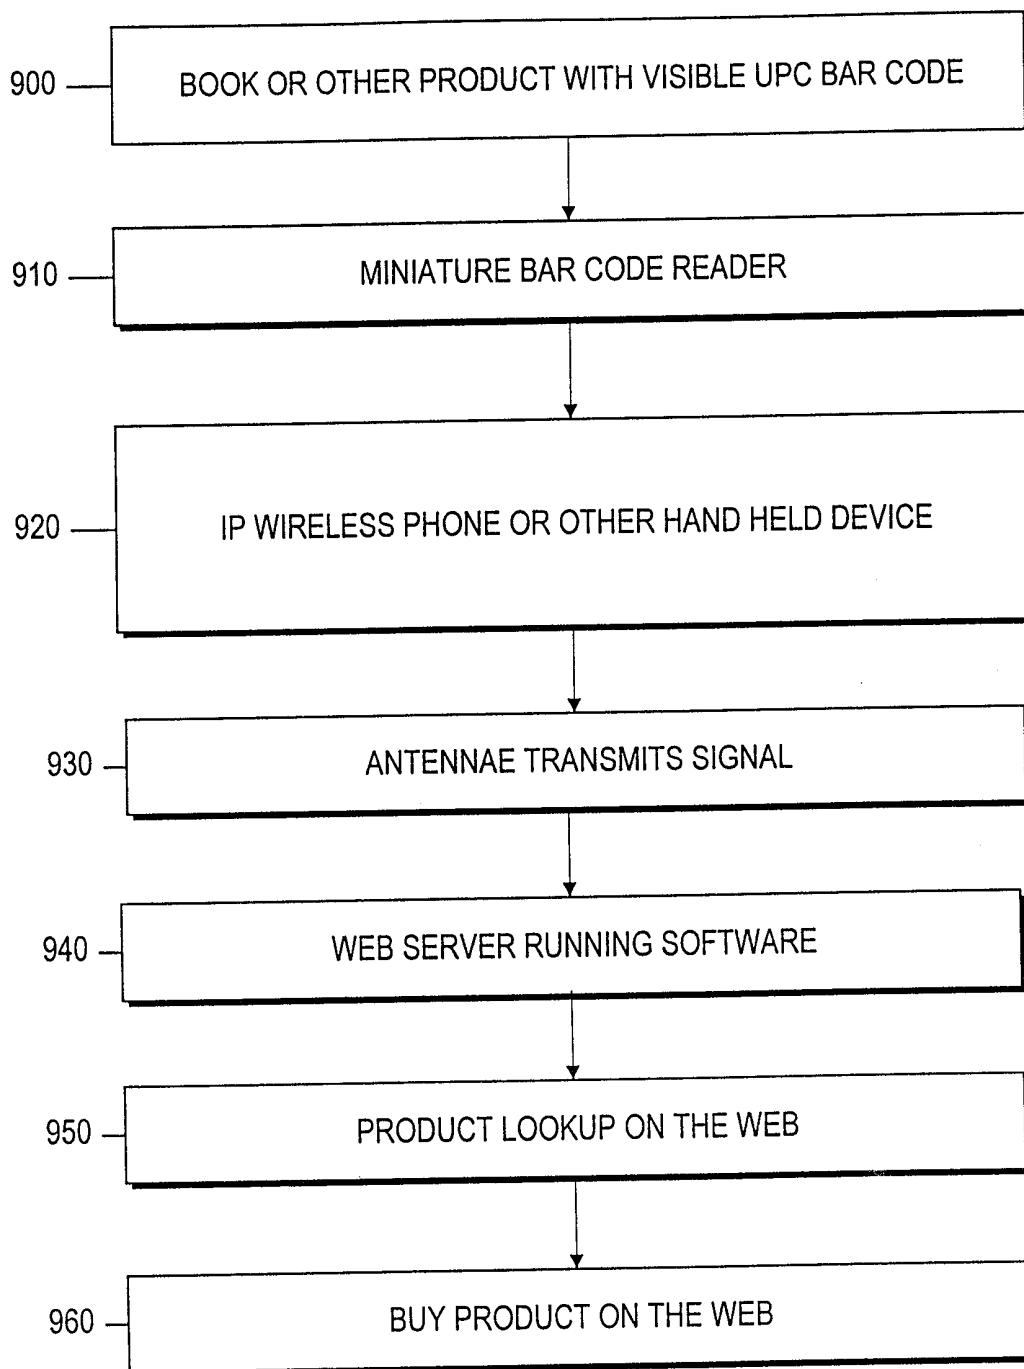 900 BOOK OR OTHER PRODUCT WITH VISIBLE UPC BAR CODE
910 MINIATURE BAR CODE READER
920 IP WIRELESS PHONE OR OTHER HAND HELD DEVICE
930 ANTENNAE TRANSMITS SIGNAL
940 WEB SERVER RUNNING SOFTWARE
950 PRODUCT LOOKUP ON THE WEB
960 BUY PRODUCT ON THE WEB